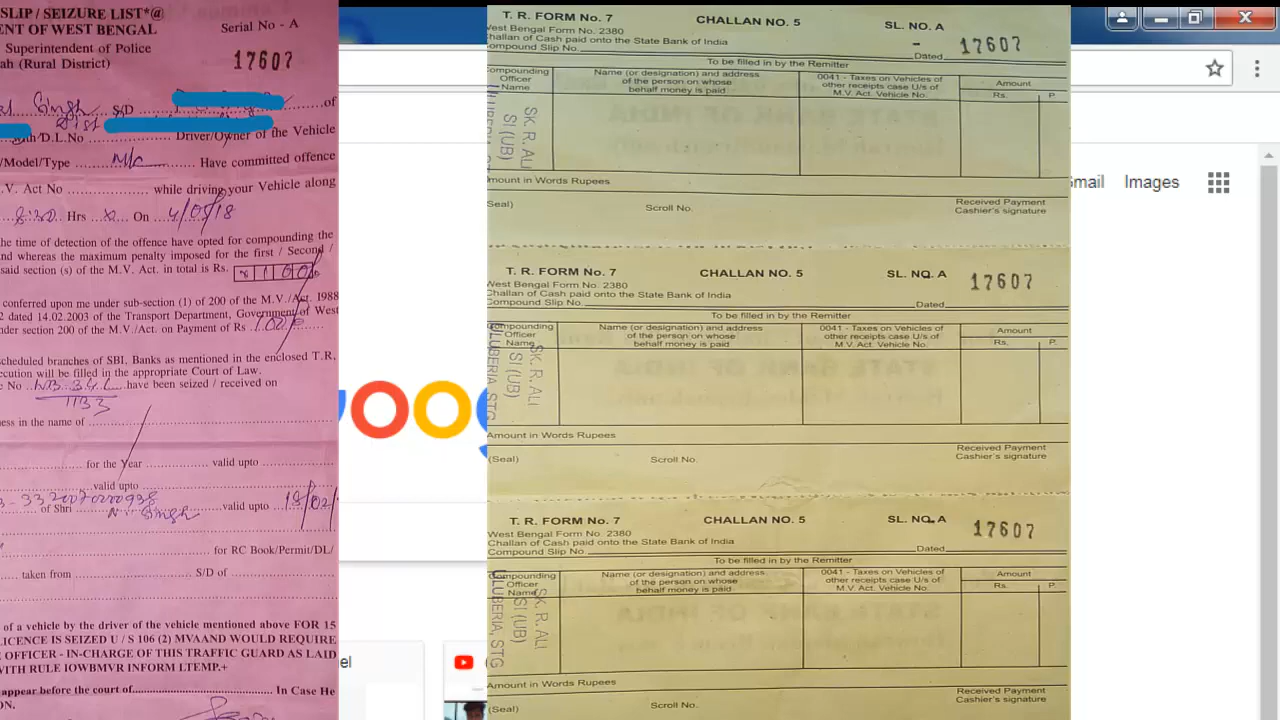 SLIP / SEIZURE LIST*@
ENT OF WEST BENGAL
Serial No - A
Superintendent of Police
ah (Rural District)
17607
Singh S/D of
Dist
gh/D.L.No Driver/Owner of the Vehicle
/Model/Type M/C Have committed offence
.V. Act No while driving your Vehicle along
8:30 Hrs On 4/05/18
he time of detection of the offence have opted for compounding the
nd whereas the maximum penalty imposed for the first / Second /
said section (s) of the M.V. Act. in total is Rs.
conferred upon me under sub-section (1) of 200 of the M.V./Act. 1988
2 dated 14.02.2003 of the Transport Department, Government of West
nder section 200 of the M.V./Act. on Payment of Rs
scheduled branches of SBI. Banks as mentioned in the enclosed T.R.
ecution will be filled in the appropriate Court of Law.
e No have been seized / received on
1133
ness in the name of
for the Year valid upto
valid upto
of Shri N. Singh valid upto 19/02/
for RC Book/Permit/DL/
taken from S/D of
of a vehicle by the driver of the vehicle mentioned above FOR 15
LICENCE IS SEIZED U / S 106 (2) MVAAND WOULD REQUIRE
OFFICER - IN-CHARGE OF THIS TRAFFIC GUARD AS LAID
WITH RULE IOWBMVR INFORM LTEMP.+
appear before the court of In Case He
ON.
T. R. FORM No. 7 CHALLAN NO. 5 SL. NO. A
West Bengal Form No. 2380
Challan of Cash paid onto the State Bank of India
Compound Slip No. Dated 17607
To be filled in by the Remitter
Compounding Officer Name
Name (or designation) and address of the person on whose behalf money is paid
0041 - Taxes on Vehicles of other receipts case U/s of M.V. Act. Vehicle No.
Amount
Rs. P.
SK. R. ALI
SI (UB)
ULUBERIA, STG
Amount in Words Rupees
(Seal) Scroll No. Received Payment
Cashier's signature
T. R. FORM No. 7 CHALLAN NO. 5 SL. NO. A
West Bengal Form No. 2380
Challan of Cash paid onto the State Bank of India
Compound Slip No. Dated 17607
To be filled in by the Remitter
Compounding Officer Name
Name (or designation) and address of the person on whose behalf money is paid
0041 - Taxes on Vehicles of other receipts case U/s of M.V. Act. Vehicle No.
Amount
Rs. P.
SK. R. ALI
SI (UB)
ULUBERIA, STG
Amount in Words Rupees
(Seal) Scroll No. Received Payment
Cashier's signature
T. R. FORM No. 7 CHALLAN NO. 5 SL. NO. A
West Bengal Form No. 2380
Challan of Cash paid onto the State Bank of India
Compound Slip No. Dated 17607
To be filled in by the Remitter
Compounding Officer Name
Name (or designation) and address of the person on whose behalf money is paid
0041 - Taxes on Vehicles of other receipts case U/s of M.V. Act. Vehicle No.
Amount
Rs. P.
SK. R. ALI
SI (UB)
ULUBERIA, STG
Amount in Words Rupees
(Seal) Scroll No. Received Payment
Cashier's signature
Gmail Images
oog
el